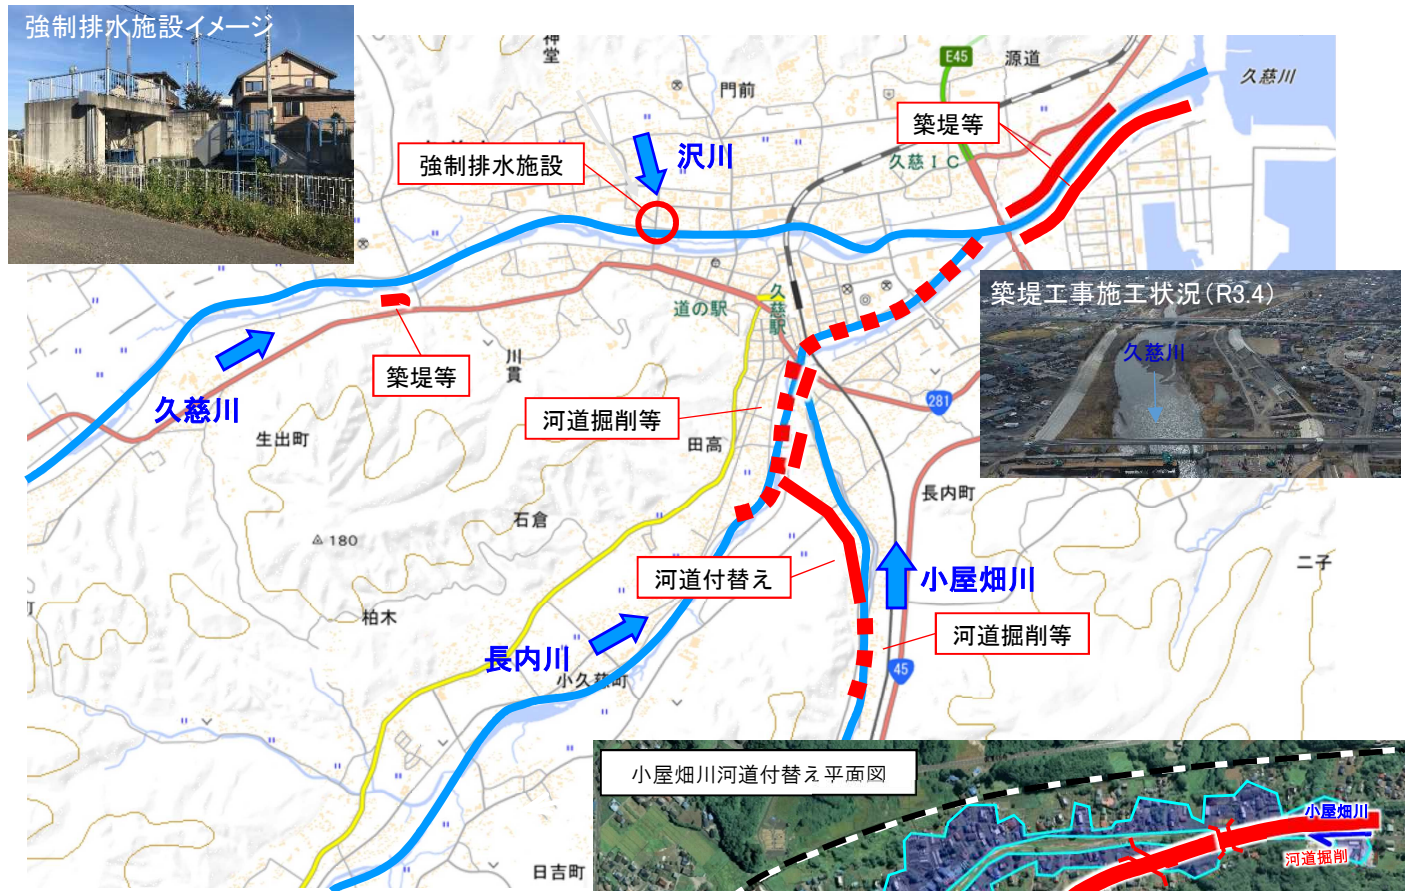 強制排水施設イメージ
神堂
E45
源道
久慈川
門前
築堤等
沢川
強制排水施設
久慈IC
築堤工事施工状況(R3.4)
久慈川
道の駅
久慈駅
川貫
築堤等
久慈川
281
河道掘削等
生出町
田高
長内町
石倉
180
二子
河道付替え
小屋畑川
柏木
河道掘削等
長内川
45
小久慈町
小屋畑川河道付替え平面図
小屋畑川
河道掘削
日吉町